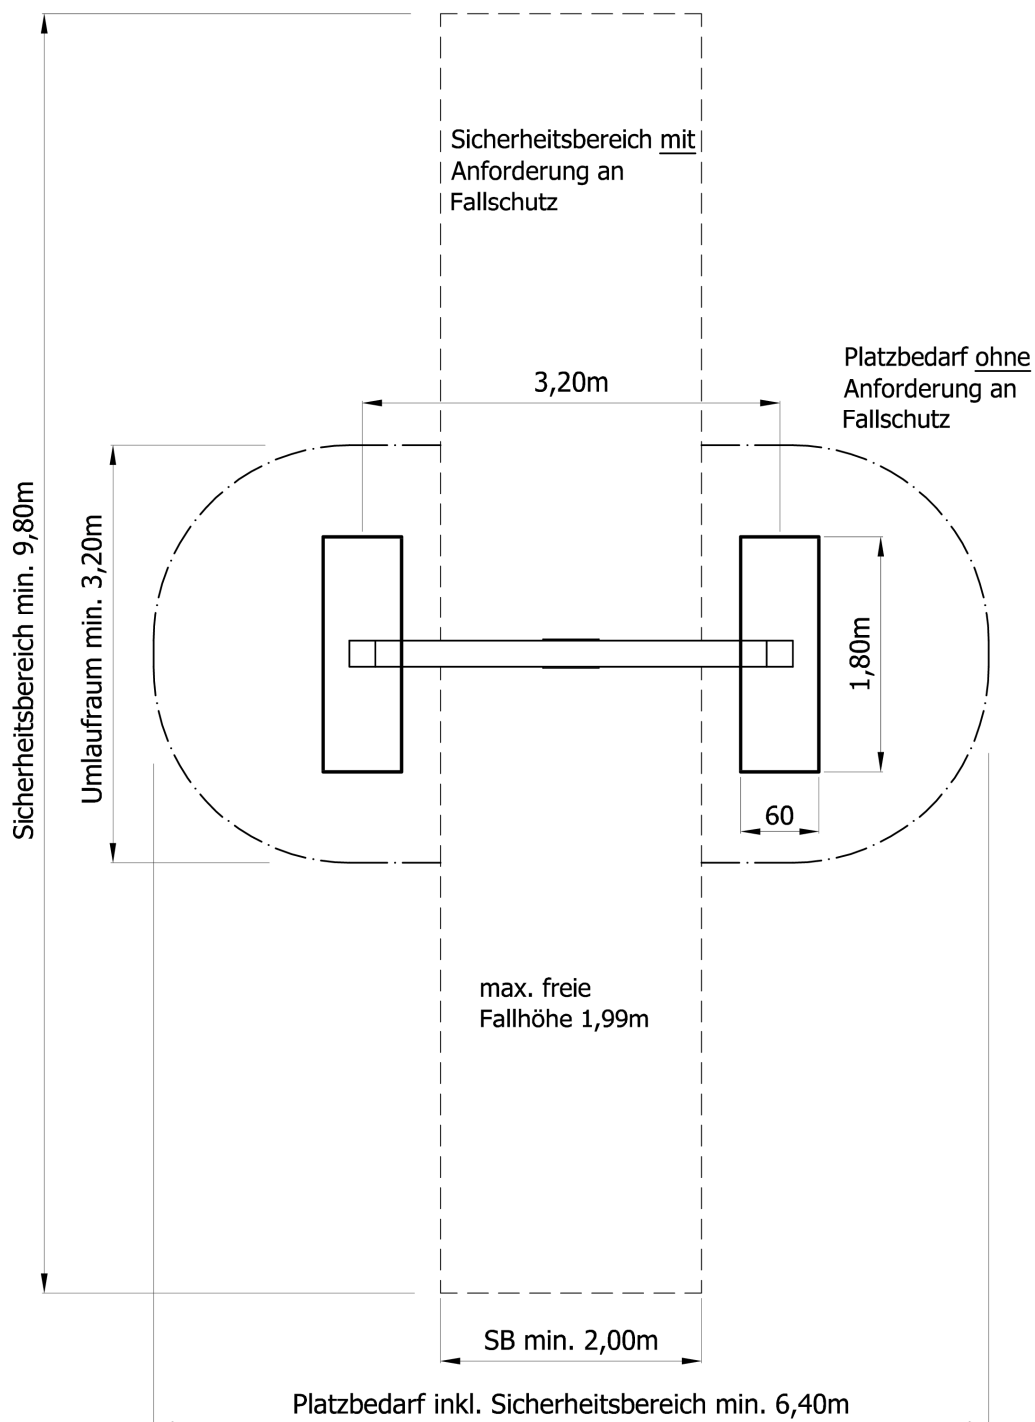 Sicherheitsbereich mit
Anforderung an
Fallschutz
Platzbedarf ohne
Anforderung an
Fallschutz
3,20m
Sicherheitsbereich min. 9,80m
Umlaufraum min. 3,20m
1,80m
60
max. freie
Fallhöhe 1,99m
SB min. 2,00m
Platzbedarf inkl. Sicherheitsbereich min. 6,40m